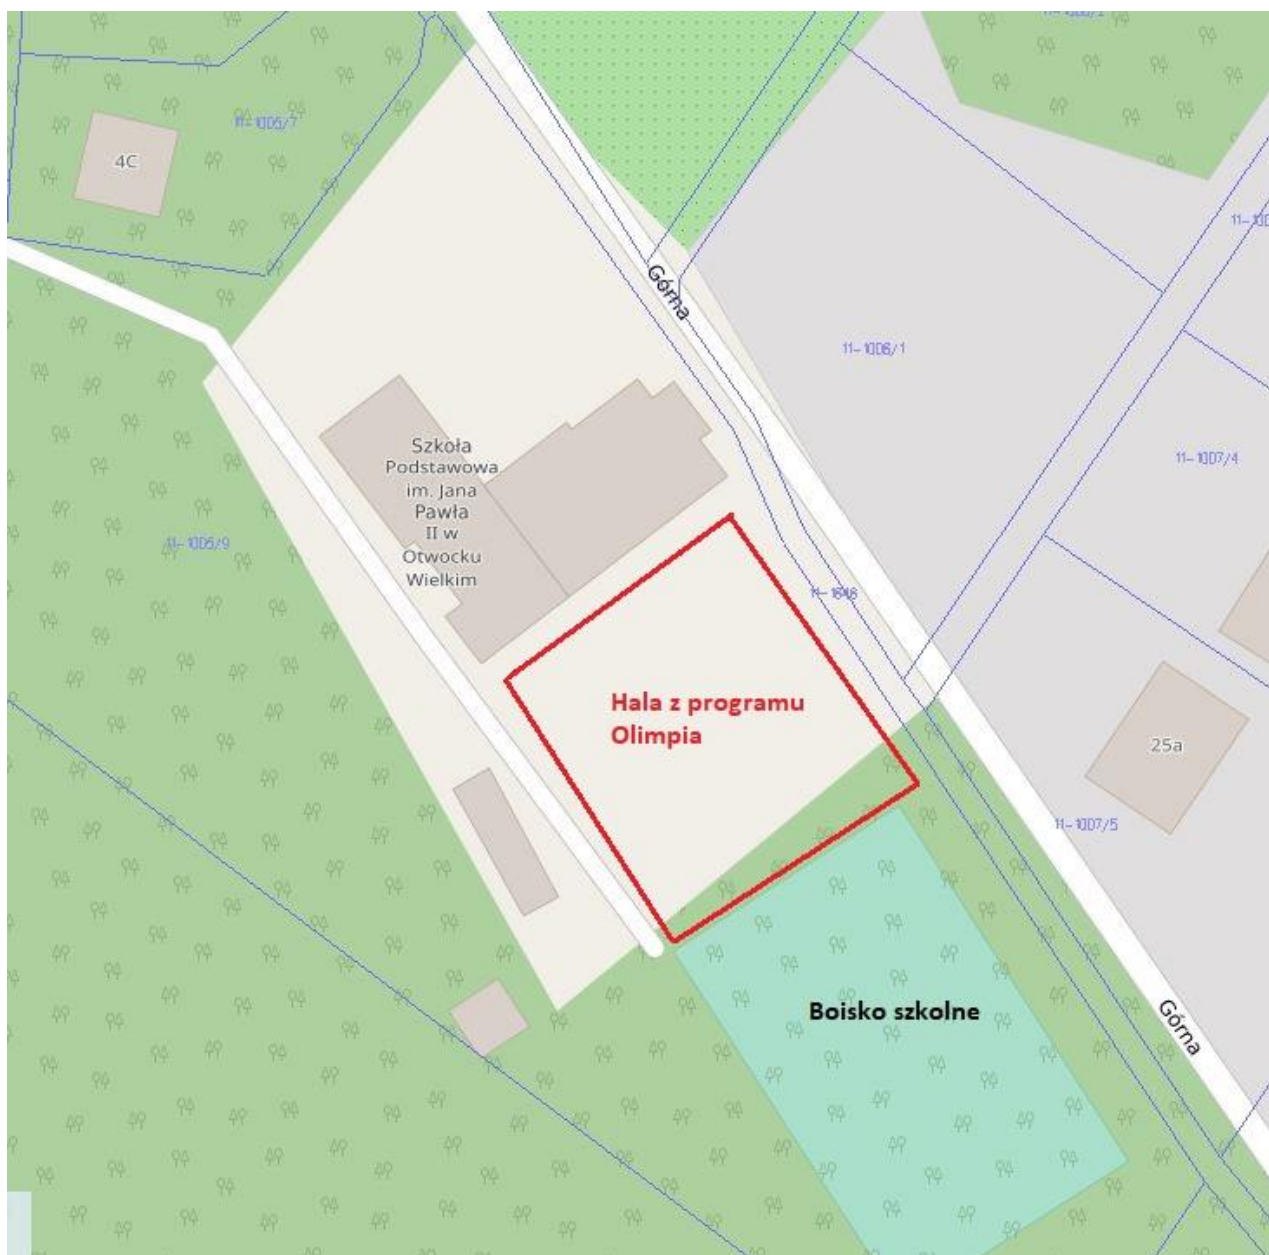 11-1005/7
4C
Górna
11-1006/1
Szkoła
Podstawowa
im. Jana
Pawła
II w
Otwocku
Wielkim
11-1007/4
11-1005/9
11-1646
Hala z programu
Olimpia
25a
11-1007/5
Boisko szkolne
Górna